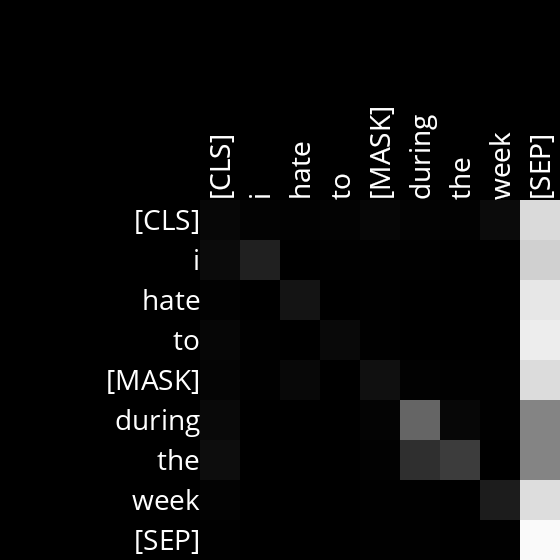 [CLS] i hate to [MASK] during the week [SEP]
[CLS]
i
hate
to
[MASK]
during
the
week
[SEP]